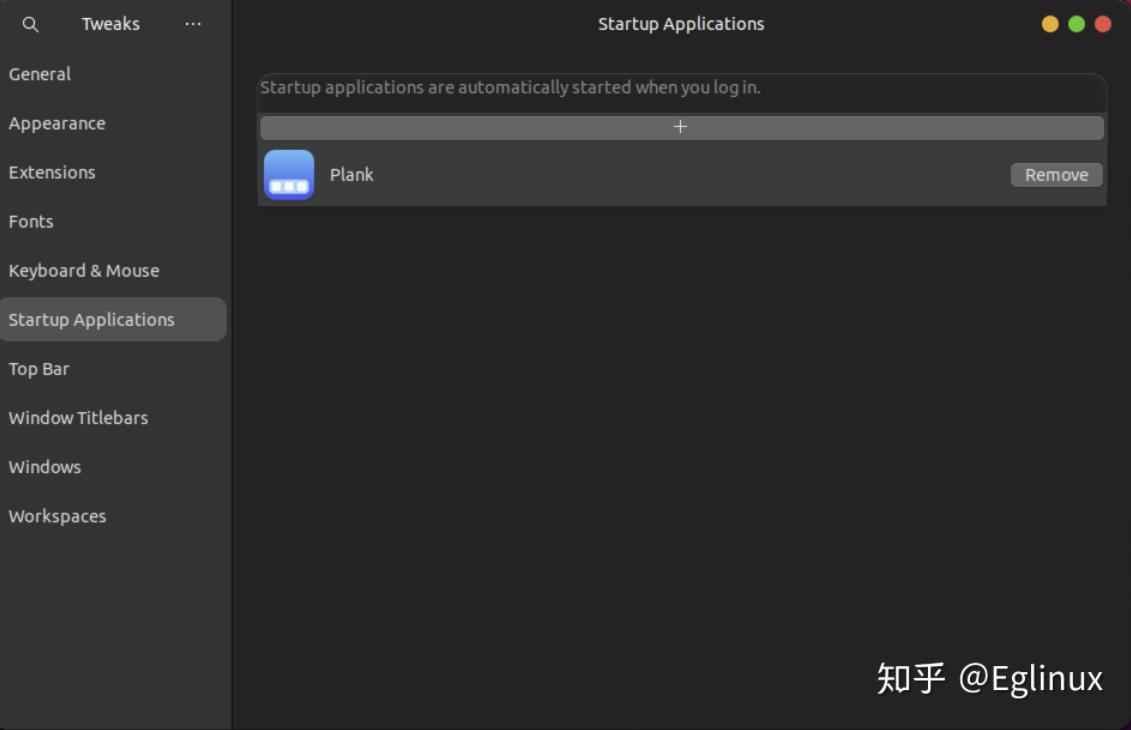 Tweaks
Startup Applications
General
Appearance
Extensions
Fonts
Keyboard & Mouse
Startup Applications
Top Bar
Window Titlebars
Windows
Workspaces
Startup applications are automatically started when you log in.
+
Plank
Remove
知乎 @Eglinux